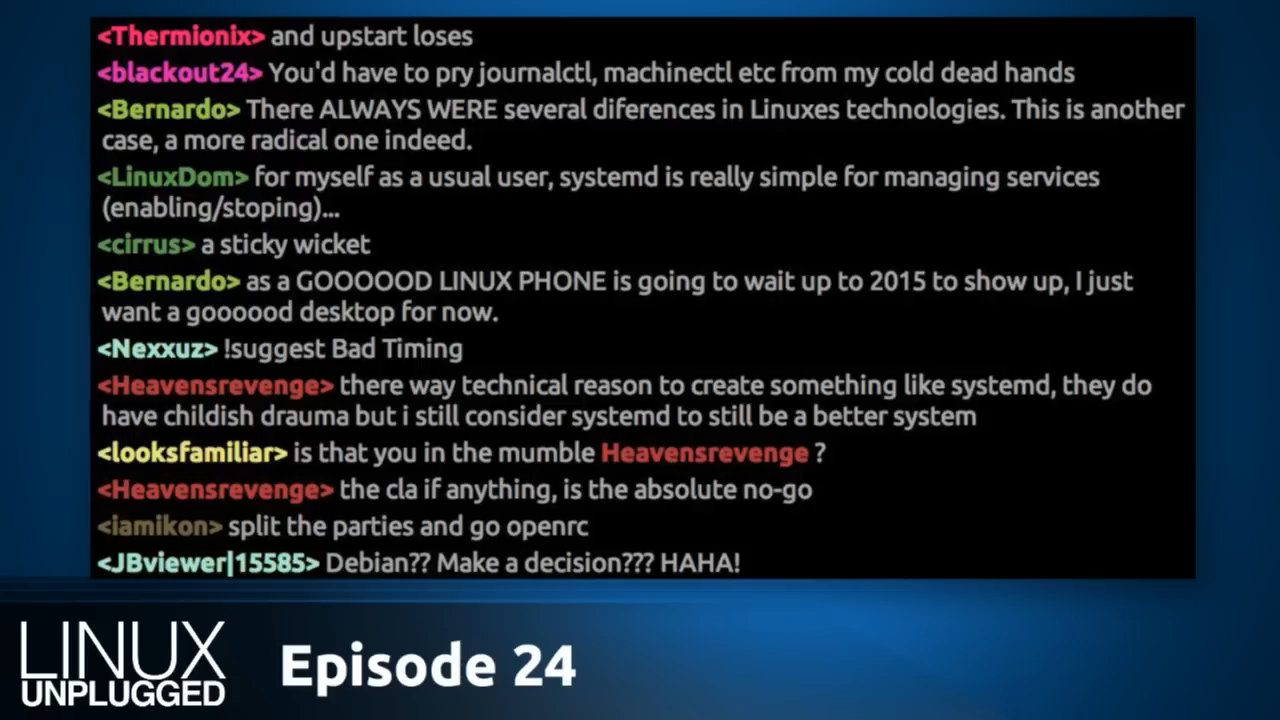 <Thermionix> and upstart loses
<blackout24> You'd have to pry journalctl, machinectl etc from my cold dead hands
<Bernardo> There ALWAYS WERE several diferences in Linuxes technologies. This is another
case, a more radical one indeed.
<LinuxDom> for myself as a usual user, systemd is really simple for managing services
(enabling/stoping)...
<cirrus> a sticky wicket
<Bernardo> as a GOOOOOD LINUX PHONE is going to wait up to 2015 to show up, I just
want a goooood desktop for now.
<Nexxuz> !suggest Bad Timing
<Heavensrevenge> there way technical reason to create something like systemd, they do
have childish drauma but i still consider systemd to still be a better system
<looksfamiliar> is that you in the mumble Heavensrevenge ?
<Heavensrevenge> the cla if anything, is the absolute no-go
<iamikon> split the parties and go openrc
<JBviewer|15585> Debian?? Make a decision??? HAHA!
LINUX
UNPLUGGED
Episode 24